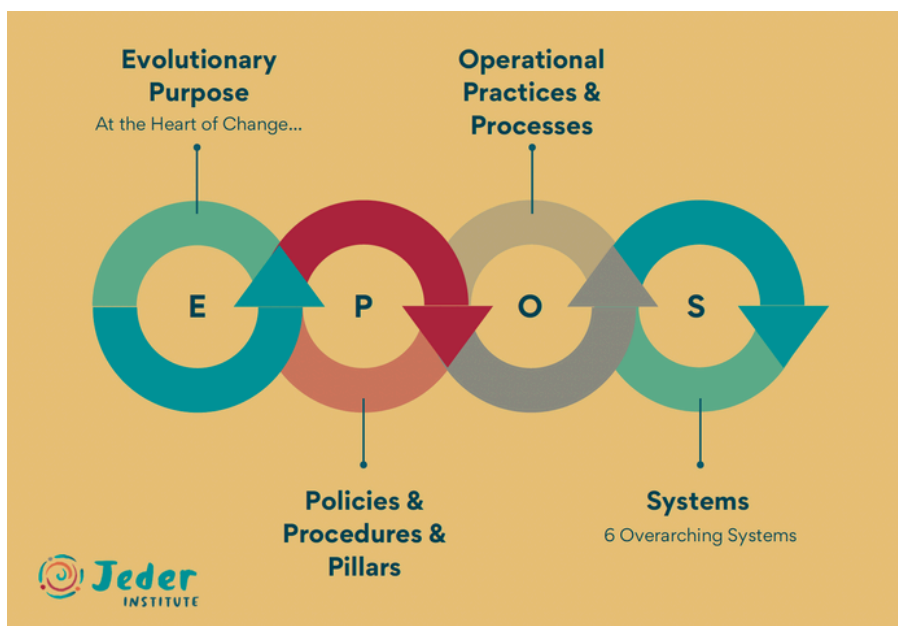 Evolutionary
Purpose
At the Heart of Change...
Operational
Practices &
Processes
E
P
O
S
Policies &
Procedures &
Pillars
Systems
6 Overarching Systems
Jeder
INSTITUTE